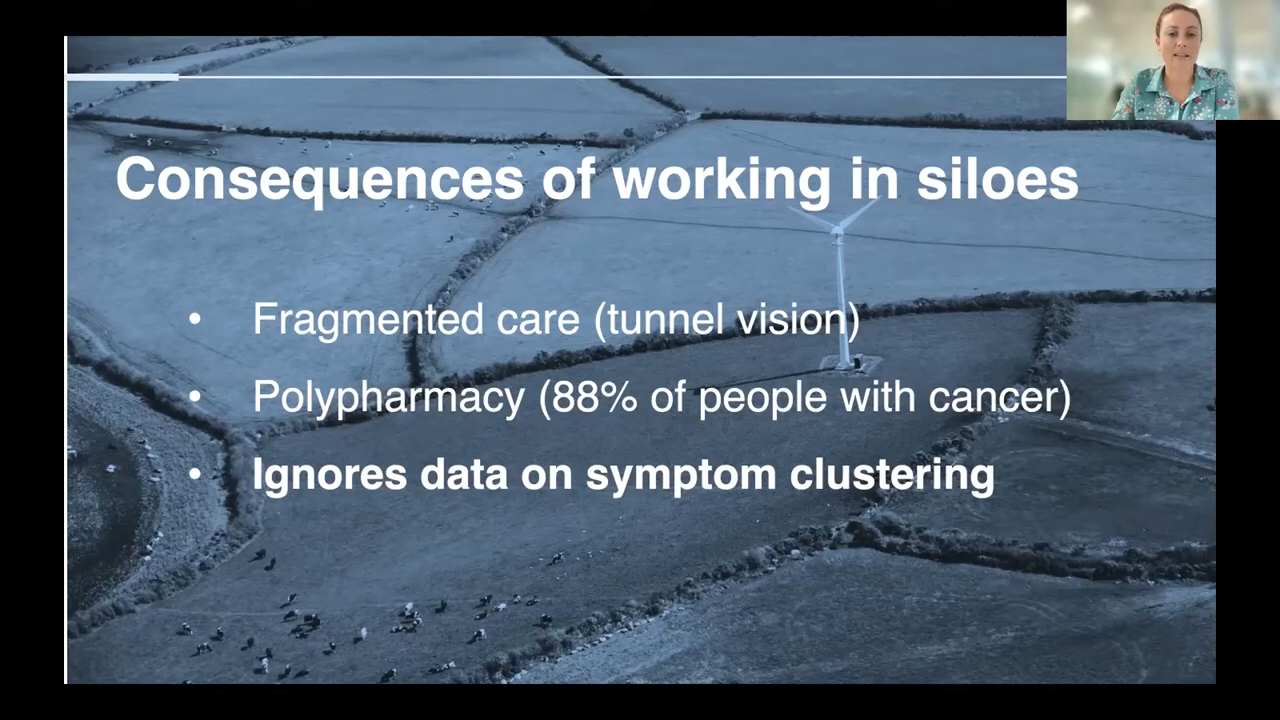 Consequences of working in siloes
• Fragmented care (tunnel vision)
• Polypharmacy (88% of people with cancer)
• Ignores data on symptom clustering